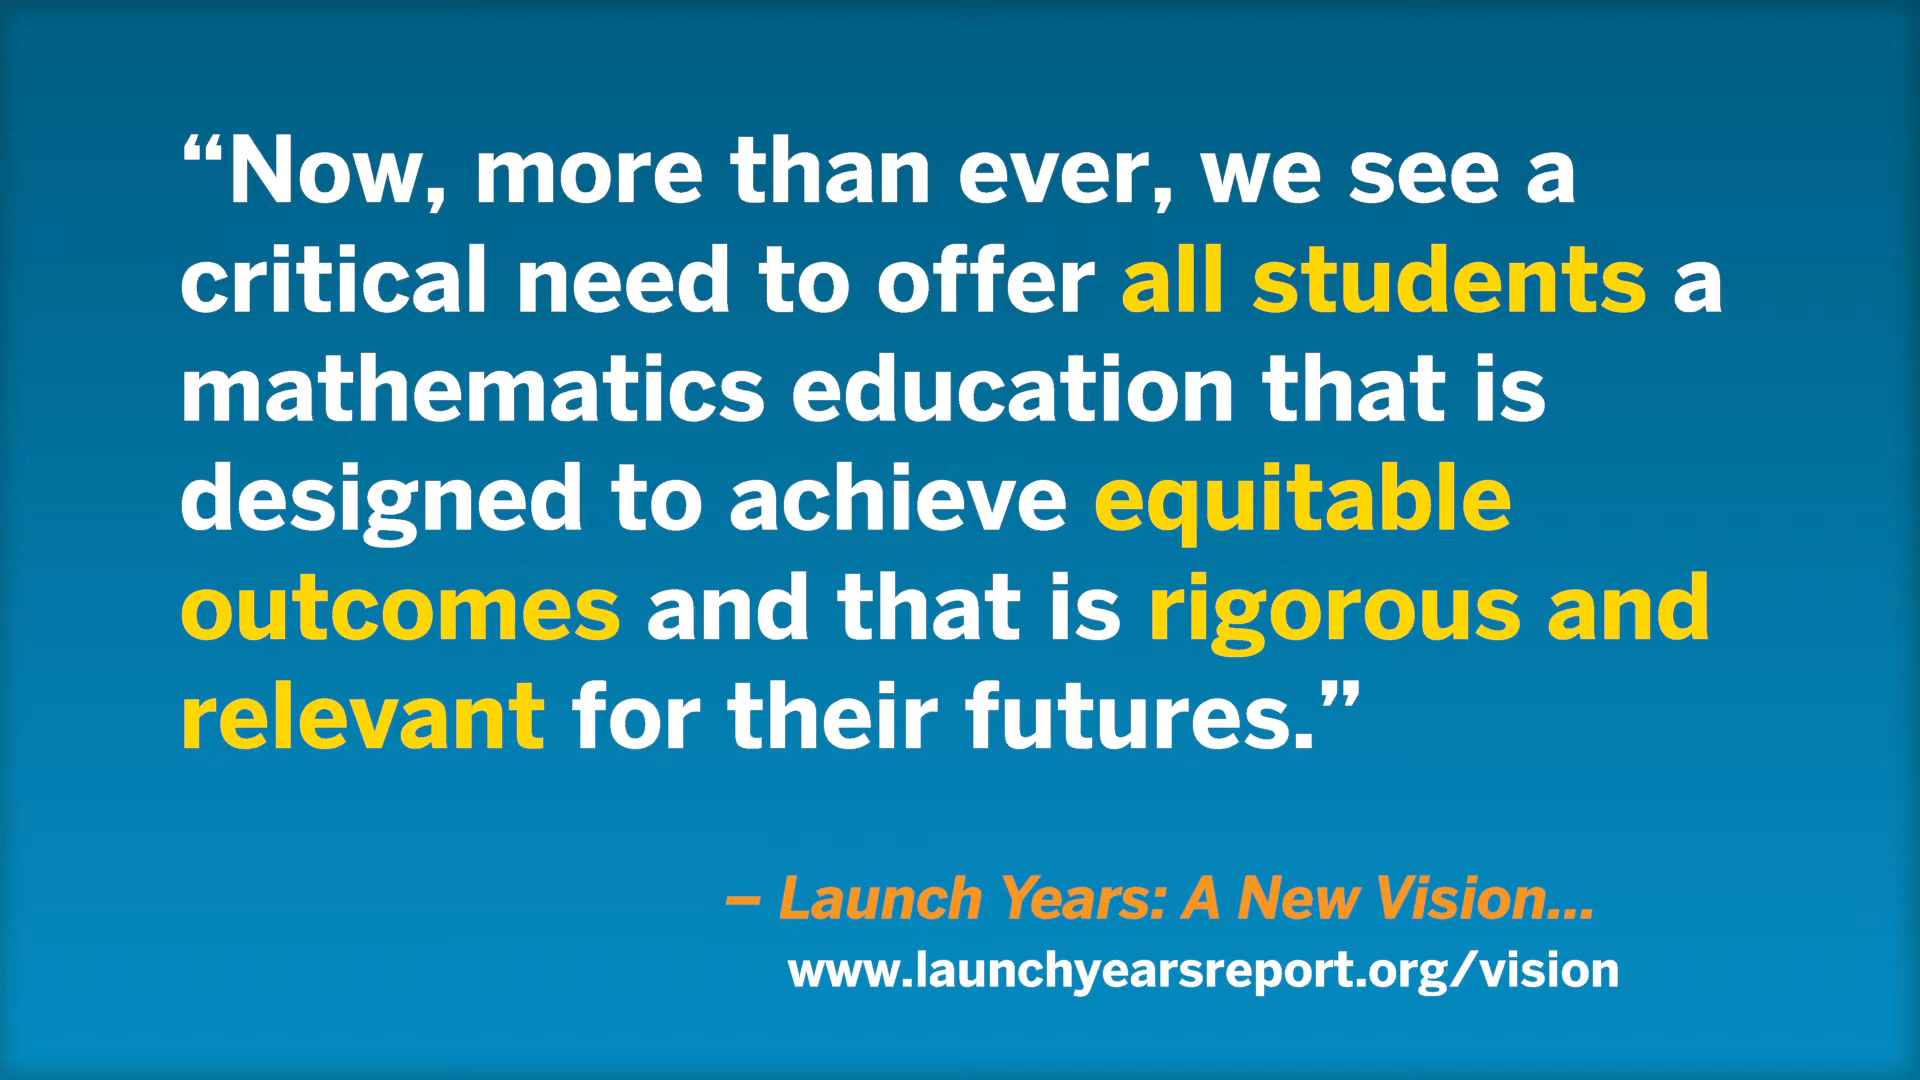 “Now, more than ever, we see a
critical need to offer all students a
mathematics education that is
designed to achieve equitable
outcomes and that is rigorous and
relevant for their futures.”
– Launch Years: A New Vision...
www.launchyearsreport.org/vision